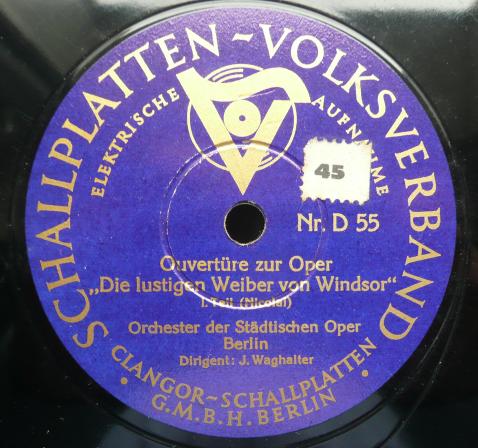 SCHALLPLATTEN-VOLKSVERBAND
ELEKTRISCHE AUFNAHME
V
45
Nr. D 55
Ouvertüre zur Oper
„Die lustigen Weiber von Windsor“
I. Teil (Nicolai)
Orchester der Städtischen Oper
Berlin
Dirigent: J. Waghalter
CLANGOR-SCHALLPLATTEN
G.M.B.H. BERLIN